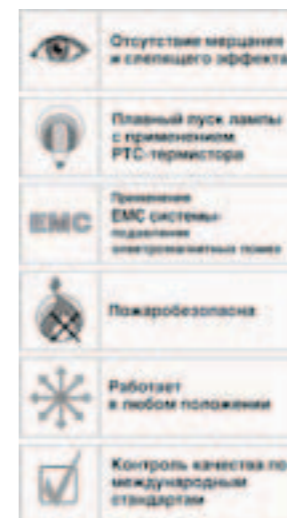 Отсутствие мерцания
и слепящего эффекта
Плавный пуск лампы
с применением
РТС-термистора
EMC
Применение
EMC системы-
подавление
электромагнитных помех
Пожаробезопасна
Работает
в любом положении
Контроль качества по
международным
стандартам